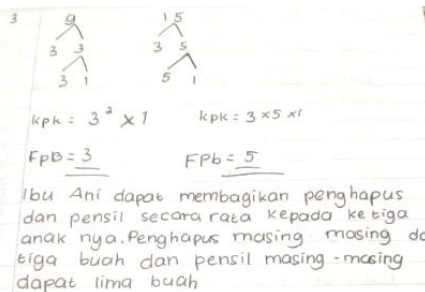 3 9 15
3 3 3 5
3 1 5 1
kpk = 3² × 1 kpk = 3 × 5 × 1
FpB = 3 FPb = 5
Ibu Ani dapat membagikan penghapus
dan pensil secara rata kepada ketiga
anak nya. Penghapus masing masing da
tiga buah dan pensil masing-masing
dapat lima buah